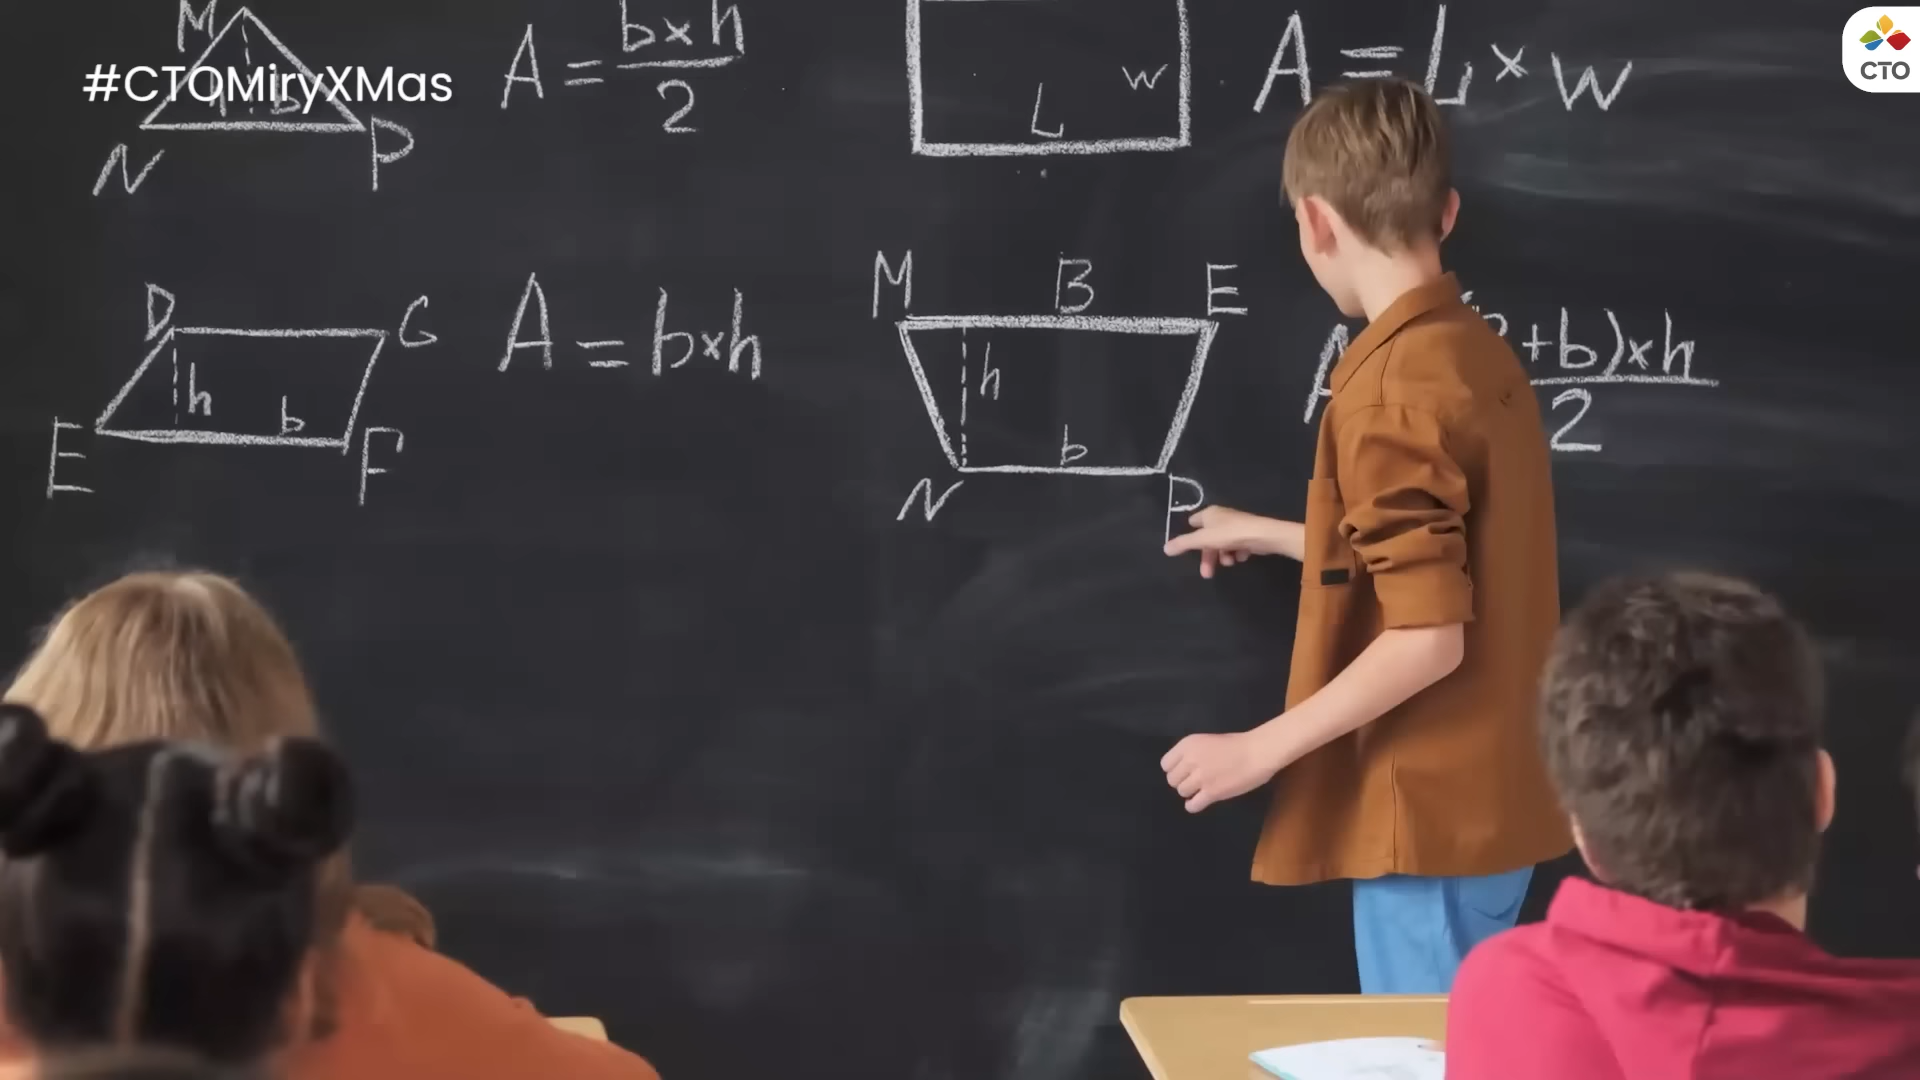 #CTOMiryXMas
CTO
M
h b
N P
A = b×h
2
L w
A = L × w
D G
h b
E F
A = b×h
M B E
h
b
N P
+b)×h
2